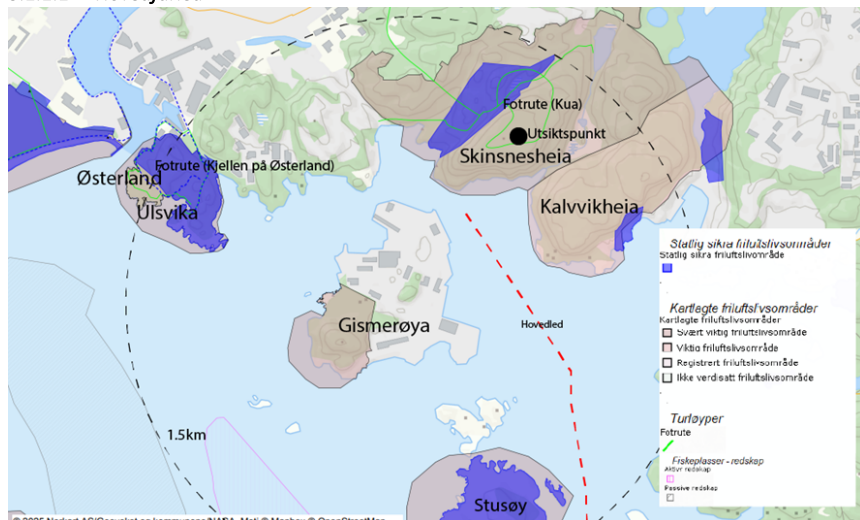 Fotrute (Kua)
Utsiktspunkt
Skinsnesheia
Fotrute (Kjellen på Østerland)
Østerland
Ulsvika
Kalvvikheia
Gismerøya
Hovedled
1.5km
Stusøy
Statlig sikra friluftslivsområder
Statlig sikra friluftslivsområde
Kartlagte friluftslivsområder
Kartlagte friluftslivsområder
Svært viktig friluftslivsområde
Viktig friluftslivsområde
Registrert friluftslivsområde
Ikke verdisatt friluftslivsområde
Turløyper
Fotrute
Fiskeplasser - redskap
Aktive redskap
Passive redskap